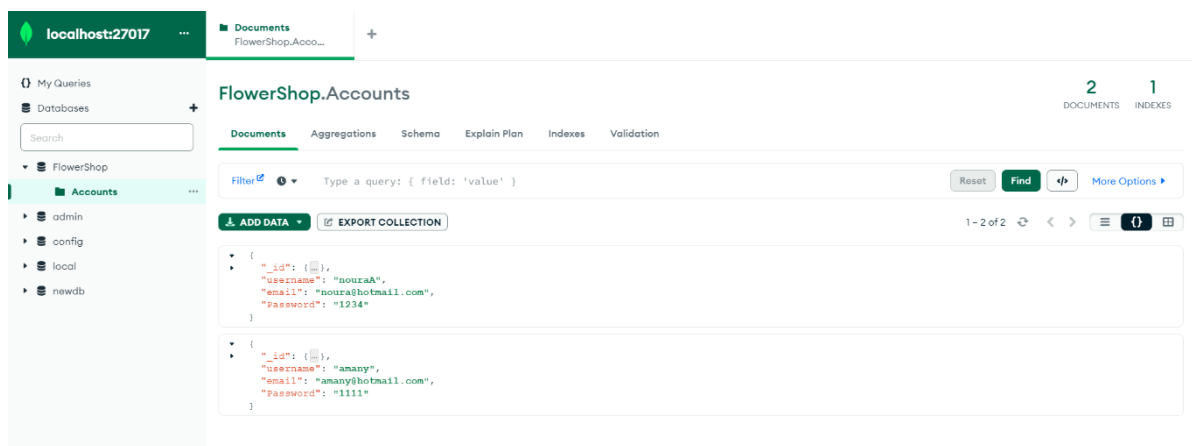 localhost:27017 ...
Documents
FlowerShop.Acco...
+
{} My Queries
Databases +
Search
FlowerShop
Accounts ...
admin
config
local
newdb
FlowerShop.Accounts
2 DOCUMENTS
1 INDEXES
Documents Aggregations Schema Explain Plan Indexes Validation
Filter Type a query: { field: 'value' } Reset Find </> More Options
ADD DATA EXPORT COLLECTION 1 – 2 of 2 < > {}
{
"_id": {...},
"username": "nouraA",
"email": "noura@hotmail.com",
"Password": "1234"
}
{
"_id": {...},
"username": "amany",
"email": "amany@hotmail.com",
"Password": "1111"
}